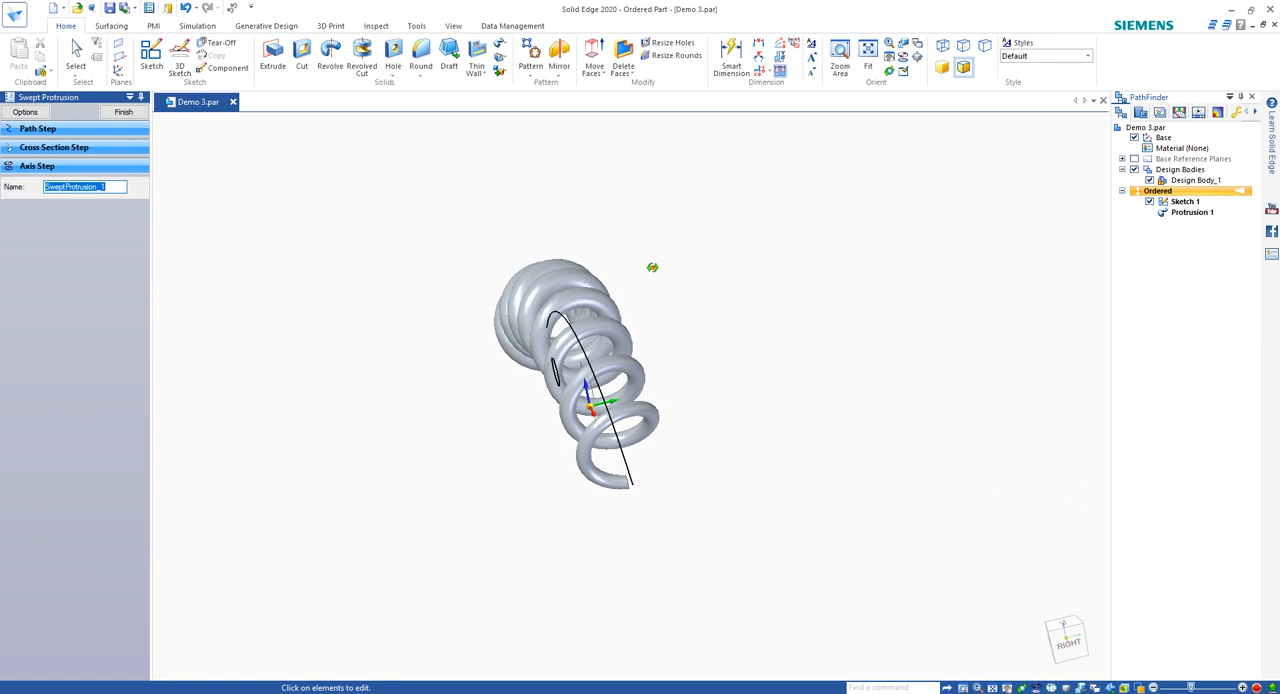 Solid Edge 2020 - Ordered Part - [Demo 3.par]
Home Surfacing PMI Simulation Generative Design 3D Print Inspect Tools View Data Management
SIEMENS
Paste
Clipboard
Select
Select
Planes
Sketch
3D Sketch
Tear-Off
Copy
Component
Sketch
Extrude Cut Revolve Revolved Cut Hole Round Draft Thin Wall
Solids
Pattern Mirror
Pattern
Move Faces Delete Faces
Resize Holes
Resize Rounds
Modify
Smart Dimension
Dimension
Zoom Area Fit
Orient
Styles
Default
Style
Swept Protrusion
Options Finish
Path Step
Cross Section Step
Axis Step
Name: SweptProtrusion_1
Demo 3.par
PathFinder
Demo 3.par
Base
Material (None)
Base Reference Planes
Design Bodies
Design Body_1
Ordered
Sketch 1
Protrusion 1
Learn Solid Edge
You Tube
RIGHT
Click on elements to edit.
Find a command